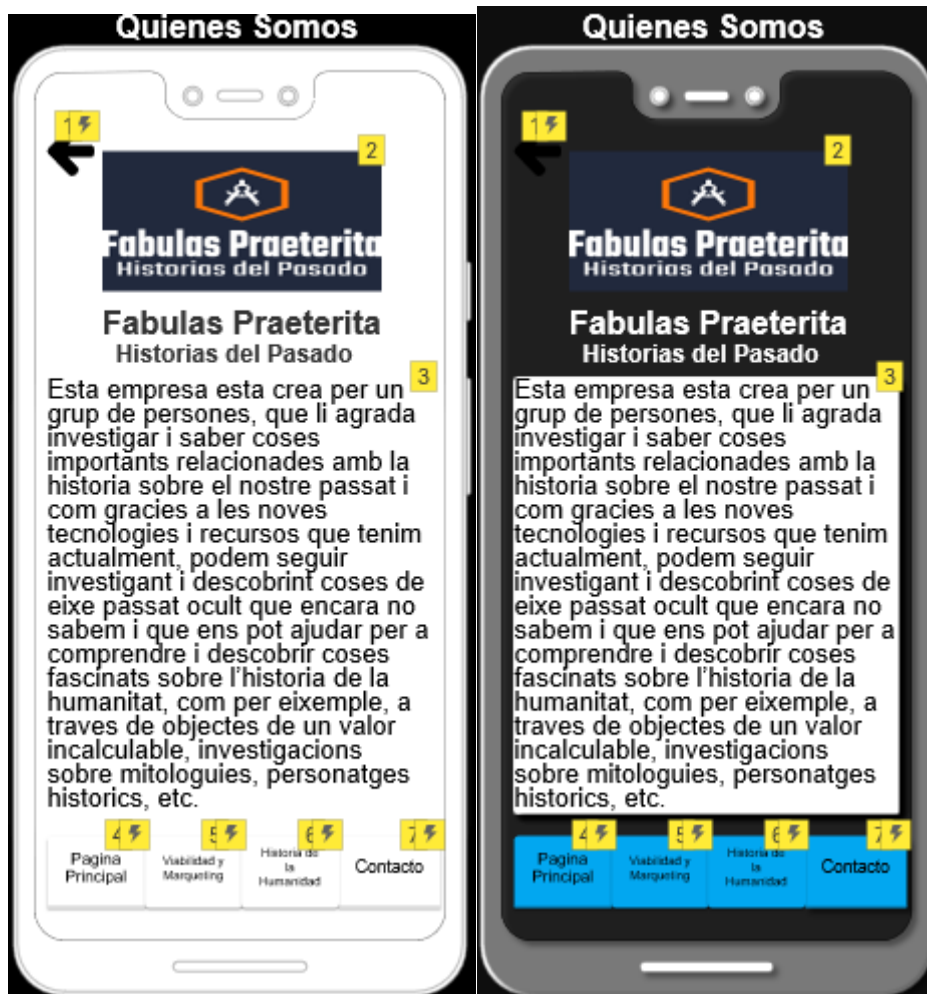 Quienes Somos
1
2
Fabulas Praeterita
Historias del Pasado
Fabulas Praeterita
Historias del Pasado
3
Esta empresa esta crea per un
grup de persones, que li agrada
investigar i saber coses
importants relacionades amb la
historia sobre el nostre passat i
com gracies a les noves
tecnologies i recursos que tenim
actualment, podem seguir
investigant i descobrint coses de
eixe passat ocult que encara no
sabem i que ens pot ajudar per a
comprendre i descobrir coses
fascinats sobre l'historia de la
humanitat, com per eixemple, a
traves de objectes de un valor
incalculable, investigacions
sobre mitologuies, personatges
historics, etc.
4
5
6
7
Pagina
Principal
Viabilidad y
Marqueting
Historia de
la
Humanidad
Contacto
Quienes Somos
1
2
Fabulas Praeterita
Historias del Pasado
Fabulas Praeterita
Historias del Pasado
3
Esta empresa esta crea per un
grup de persones, que li agrada
investigar i saber coses
importants relacionades amb la
historia sobre el nostre passat i
com gracies a les noves
tecnologies i recursos que tenim
actualment, podem seguir
investigant i descobrint coses de
eixe passat ocult que encara no
sabem i que ens pot ajudar per a
comprendre i descobrir coses
fascinats sobre l'historia de la
humanitat, com per eixemple, a
traves de objectes de un valor
incalculable, investigacions
sobre mitologuies, personatges
historics, etc.
4
5
6
7
Pagina
Principal
Viabilidad y
Marqueting
Historia de
la
Humanidad
Contacto